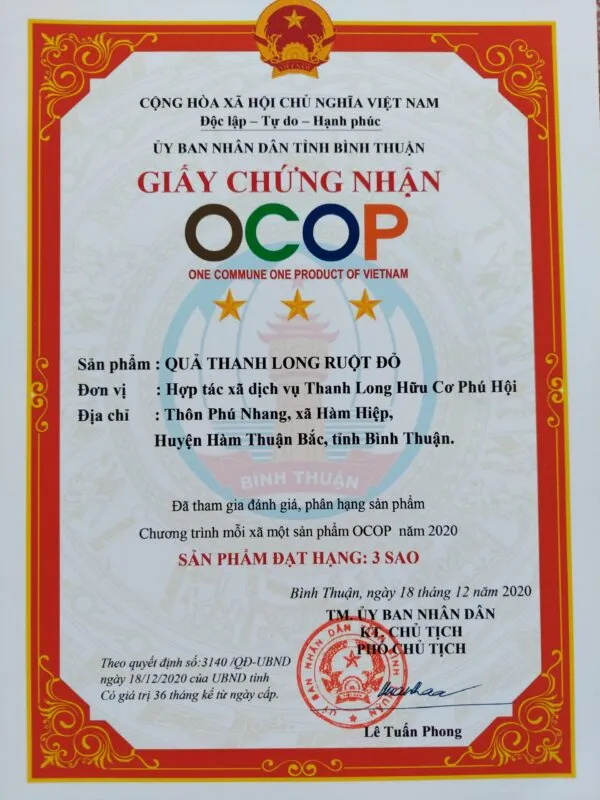 CỘNG HÒA XÃ HỘI CHỦ NGHĨA VIỆT NAM
Độc lập – Tự do – Hạnh phúc
ỦY BAN NHÂN DÂN TỈNH BÌNH THUẬN
GIẤY CHỨNG NHẬN
OCOP
ONE COMMUNE ONE PRODUCT OF VIETNAM
Sản phẩm : QUẢ THANH LONG RUỘT ĐỎ
Đơn vị : Hợp tác xã dịch vụ Thanh Long Hữu Cơ Phú Hội
Địa chỉ : Thôn Phú Nhang, xã Hàm Hiệp,
Huyện Hàm Thuận Bắc, tỉnh Bình Thuận.
BÌNH THUẬN
Đã tham gia đánh giá, phân hạng sản phẩm
Chương trình mỗi xã một sản phẩm OCOP năm 2020
SẢN PHẨM ĐẠT HẠNG: 3 SAO
Bình Thuận, ngày 18 tháng 12 năm 2020
TM. ỦY BAN NHÂN DÂN
KT. CHỦ TỊCH
PHÓ CHỦ TỊCH
Theo quyết định số:3140 /QĐ-UBND
ngày 18/12/2020 của UBND tỉnh
Có giá trị 36 tháng kể từ ngày cấp.
Lê Tuấn Phong